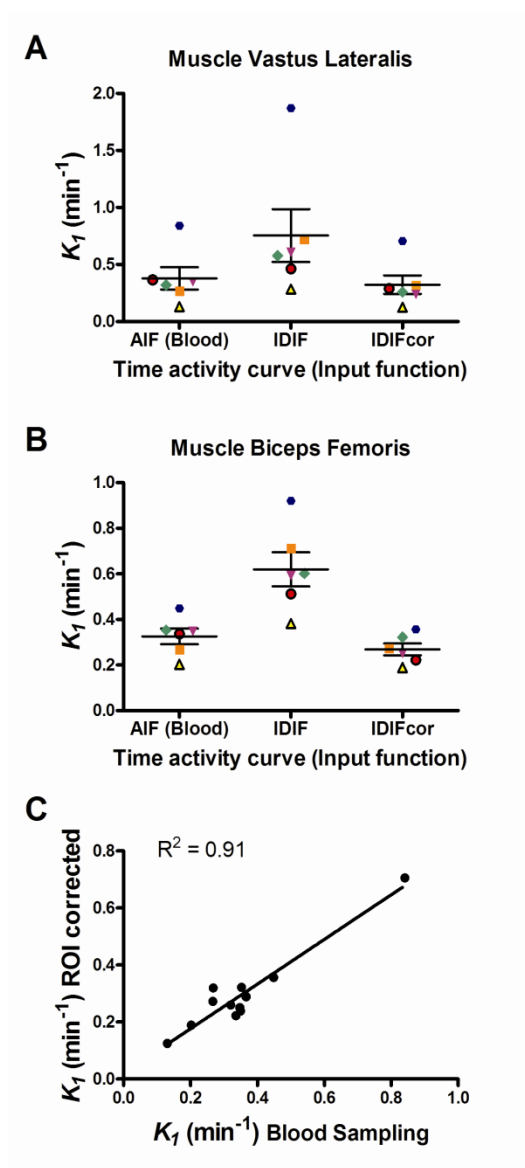 A
Muscle Vastus Lateralis
K1 (min-1)
2.0
1.5
1.0
0.5
0.0
AIF (Blood) IDIF IDIFcor
Time activity curve (Input function)
B
Muscle Biceps Femoris
K1 (min-1)
1.0
0.8
0.6
0.4
0.2
0.0
AIF (Blood) IDIF IDIFcor
Time activity curve (Input function)
C
R2 = 0.91
K1 (min-1) ROI corrected
0.8
0.6
0.4
0.2
0.0
0.0 0.2 0.4 0.6 0.8 1.0
K1 (min-1) Blood Sampling